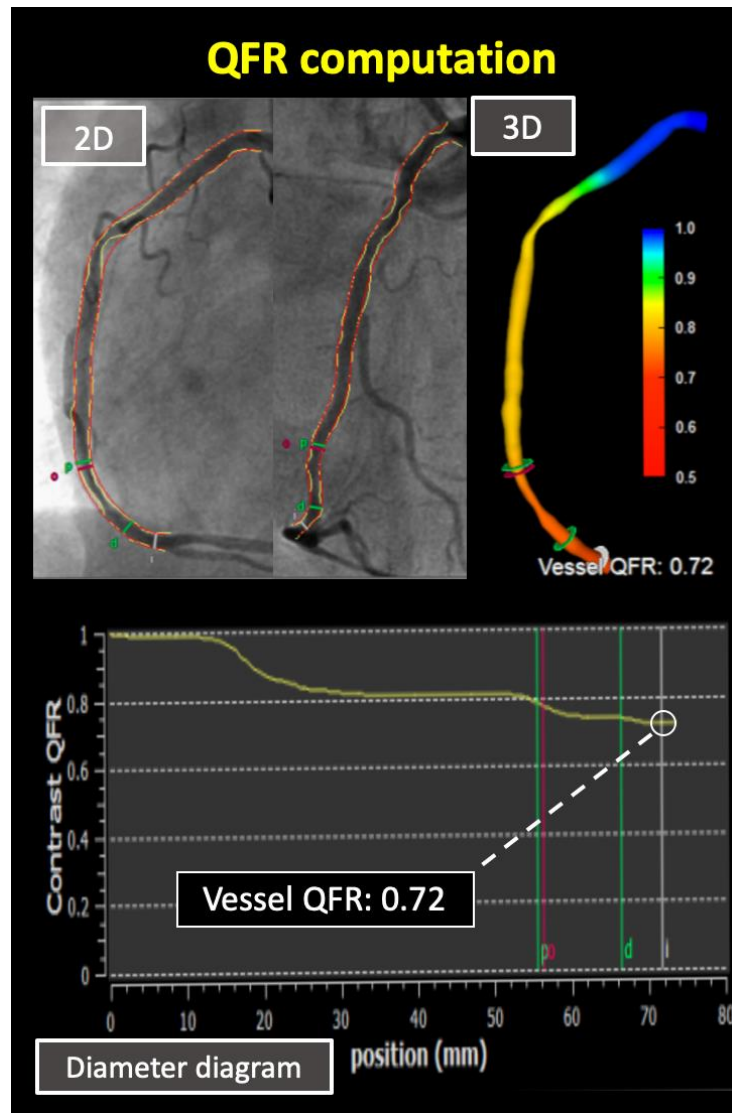 QFR computation
2D
3D
1.0
0.9
0.8
0.7
0.6
0.5
p
o
d
i
p
o
d
i
Vessel QFR: 0.72
Contrast QFR
1
0.8
0.6
0.4
0.2
0
Vessel QFR: 0.72
p
o
d
i
0
10
20
30
40
50
60
70
80
position (mm)
Diameter diagram